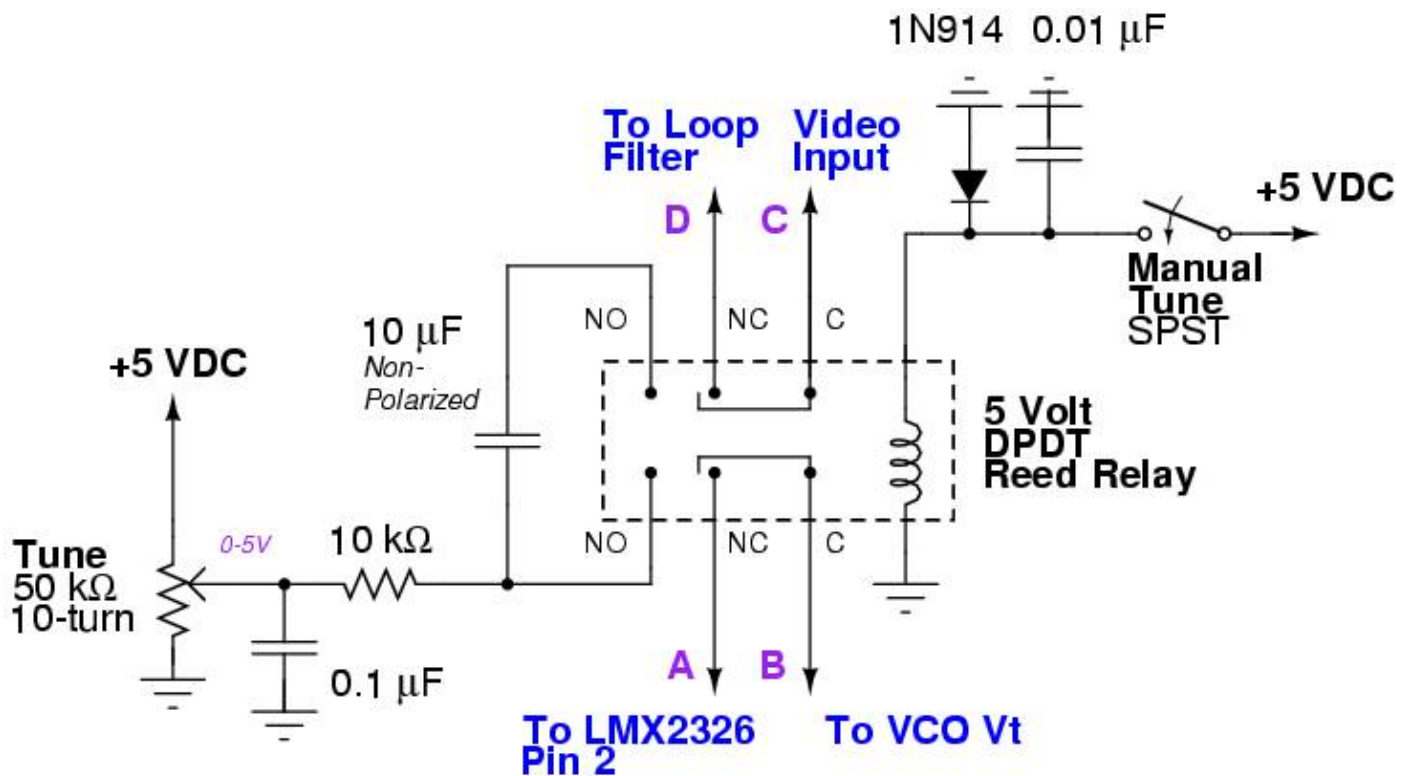 1N914 0.01 µF
To Loop
Filter
Video
Input
D
C
+5 VDC
Manual
Tune
SPST
NO
NC
C
10 µF
Non-
Polarized
+5 VDC
5 Volt
DPDT
Reed Relay
Tune
50 kΩ
10-turn
0-5V
10 kΩ
NO
NC
C
0.1 µF
A
B
To LMX2326
Pin 2
To VCO Vt